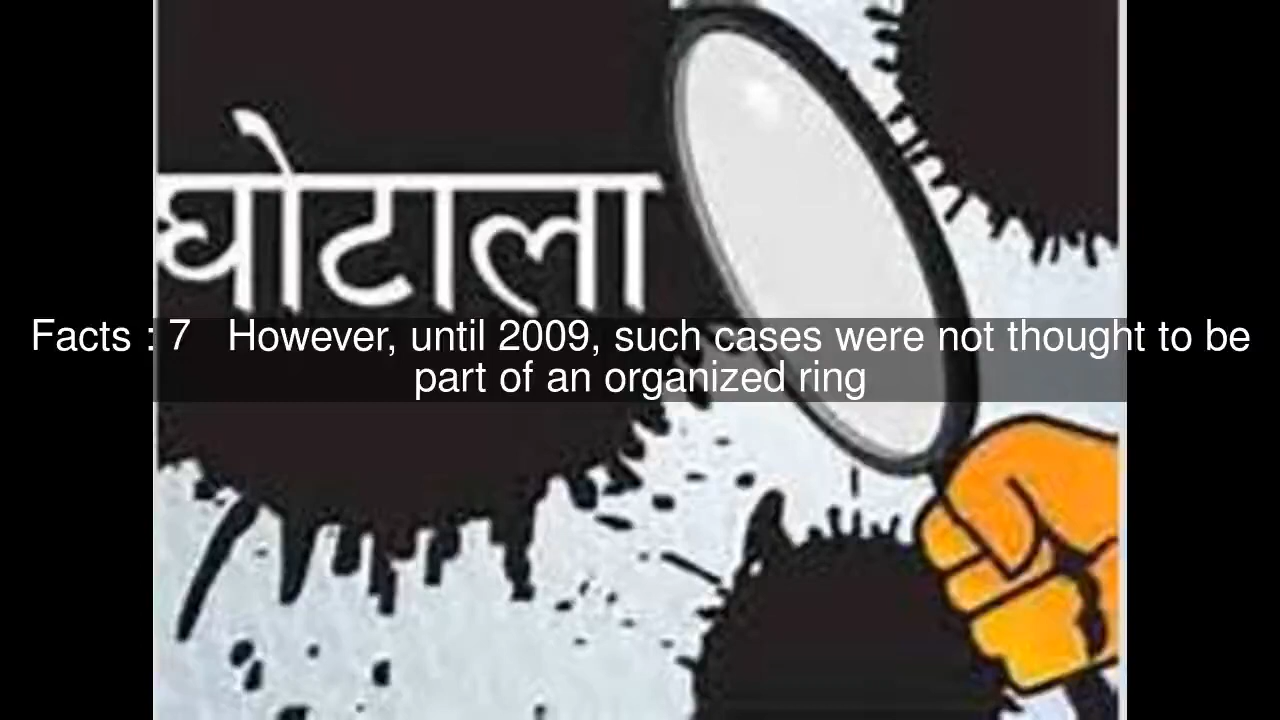 घोटाला
Facts : 7 However, until 2009, such cases were not thought to be
part of an organized ring